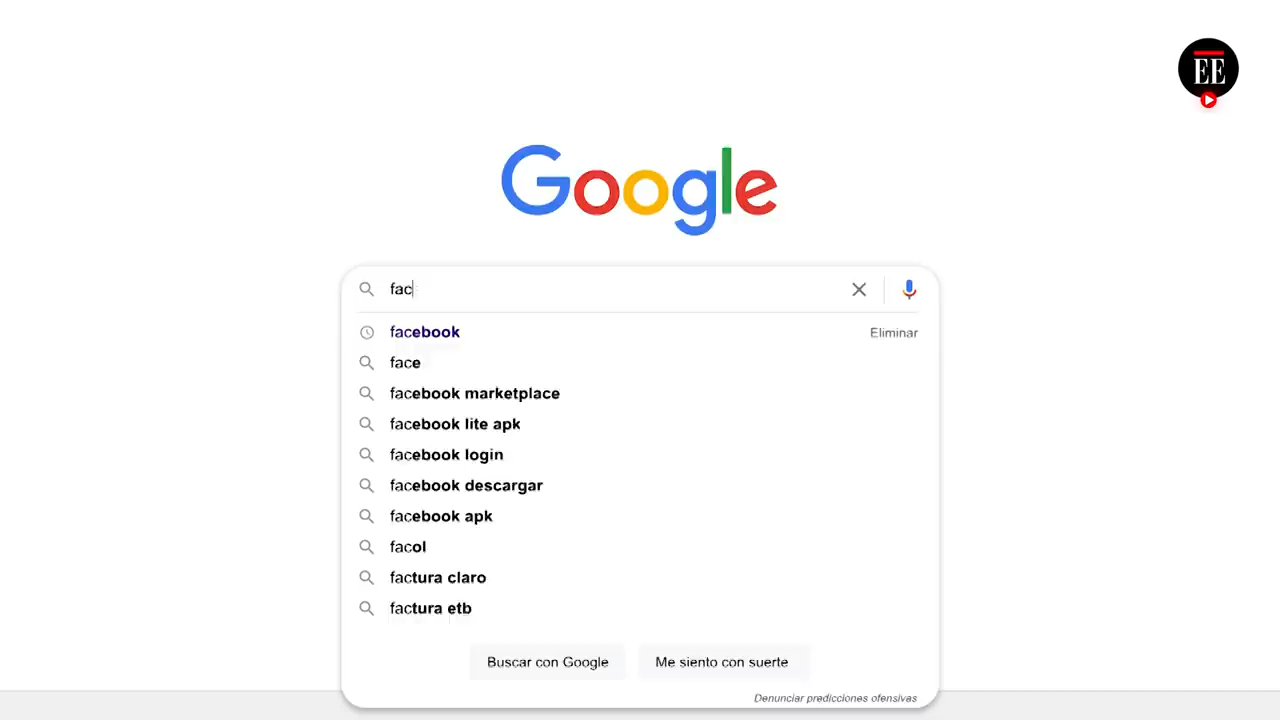 EE
Google
fac
facebook Eliminar
face
facebook marketplace
facebook lite apk
facebook login
facebook descargar
facebook apk
facol
factura claro
factura etb
Buscar con Google Me siento con suerte
Denunciar predicciones ofensivas